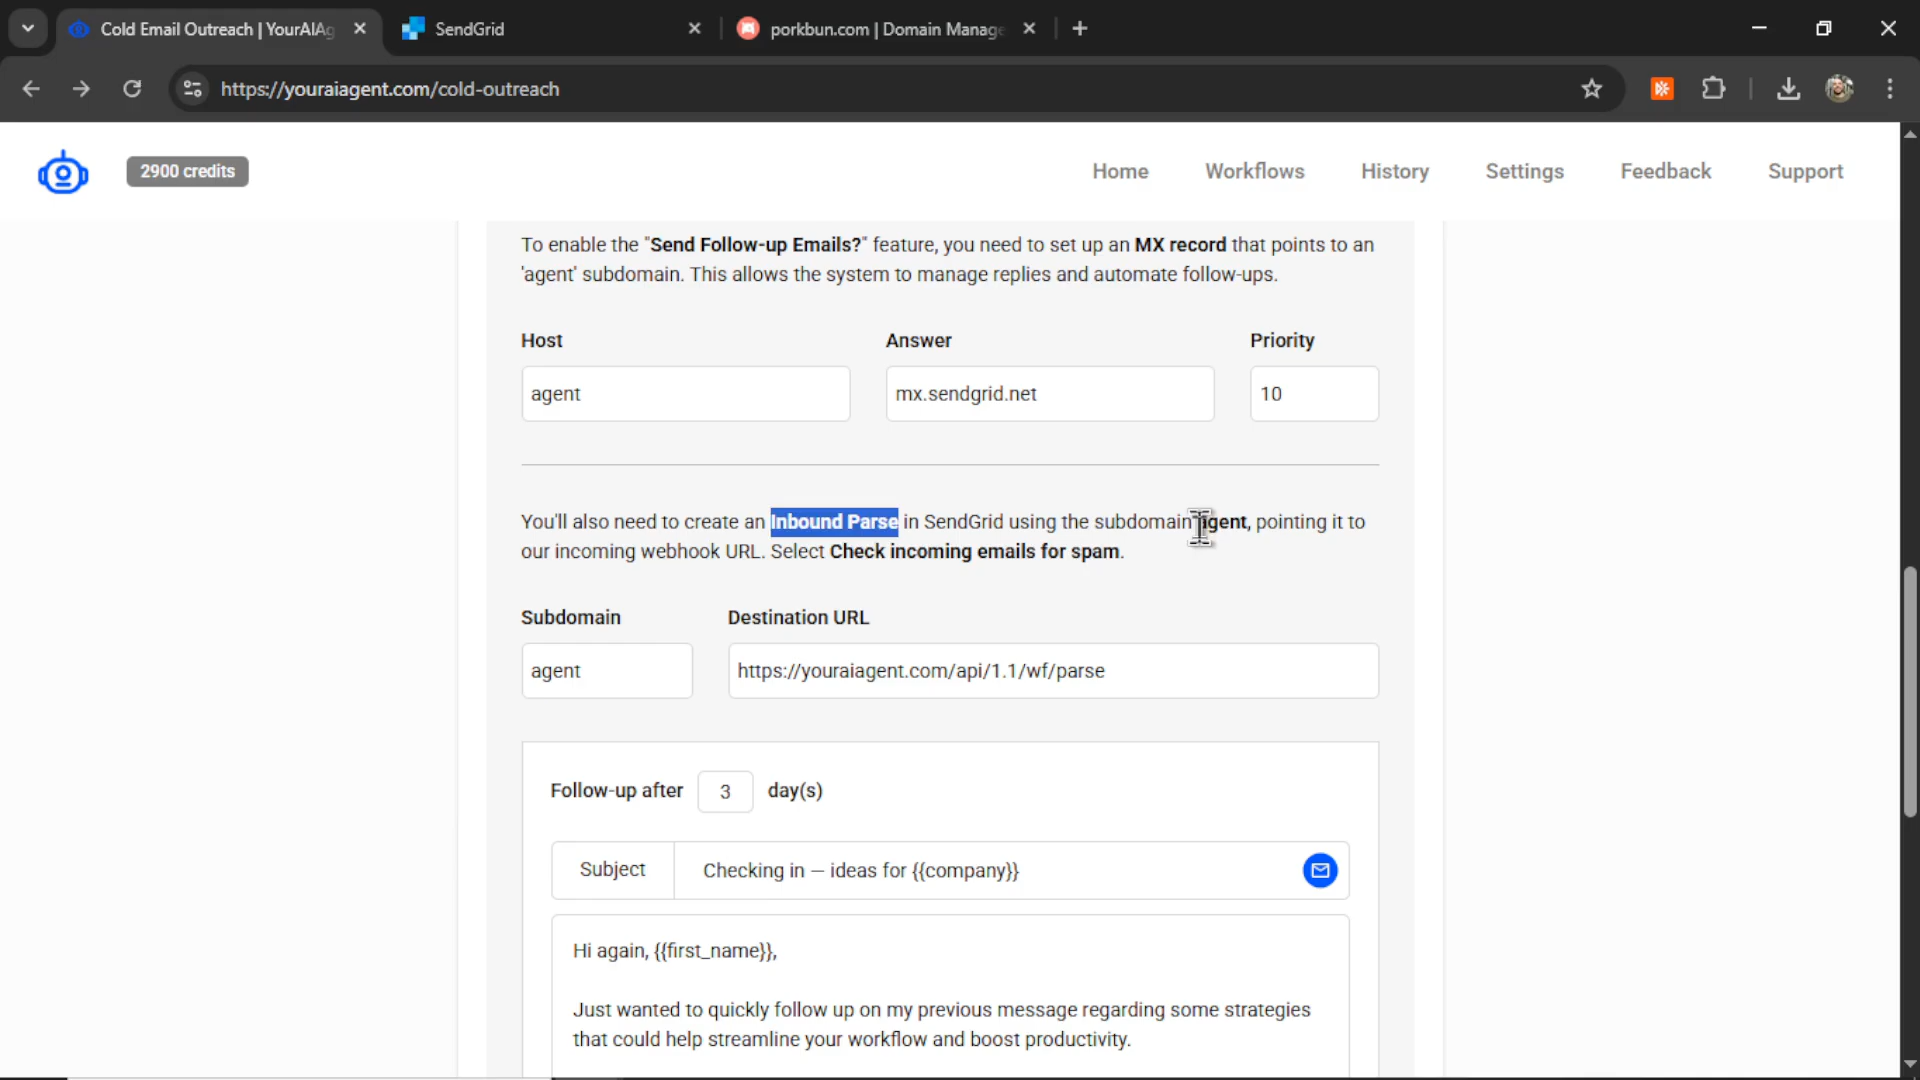 Cold Email Outreach | YourAIAg
SendGrid
porkbun.com | Domain Manage
https://youraiagent.com/cold-outreach
2900 credits
Home
Workflows
History
Settings
Feedback
Support
To enable the "Send Follow-up Emails?" feature, you need to set up an MX record that points to an
'agent' subdomain. This allows the system to manage replies and automate follow-ups.
Host
Answer
Priority
agent
mx.sendgrid.net
10
You'll also need to create an Inbound Parse in SendGrid using the subdomain agent, pointing it to
our incoming webhook URL. Select Check incoming emails for spam.
Subdomain
Destination URL
agent
https://youraiagent.com/api/1.1/wf/parse
Follow-up after 3 day(s)
Subject
Checking in – ideas for {{company}}
Hi again, {{first_name}},
Just wanted to quickly follow up on my previous message regarding some strategies
that could help streamline your workflow and boost productivity.